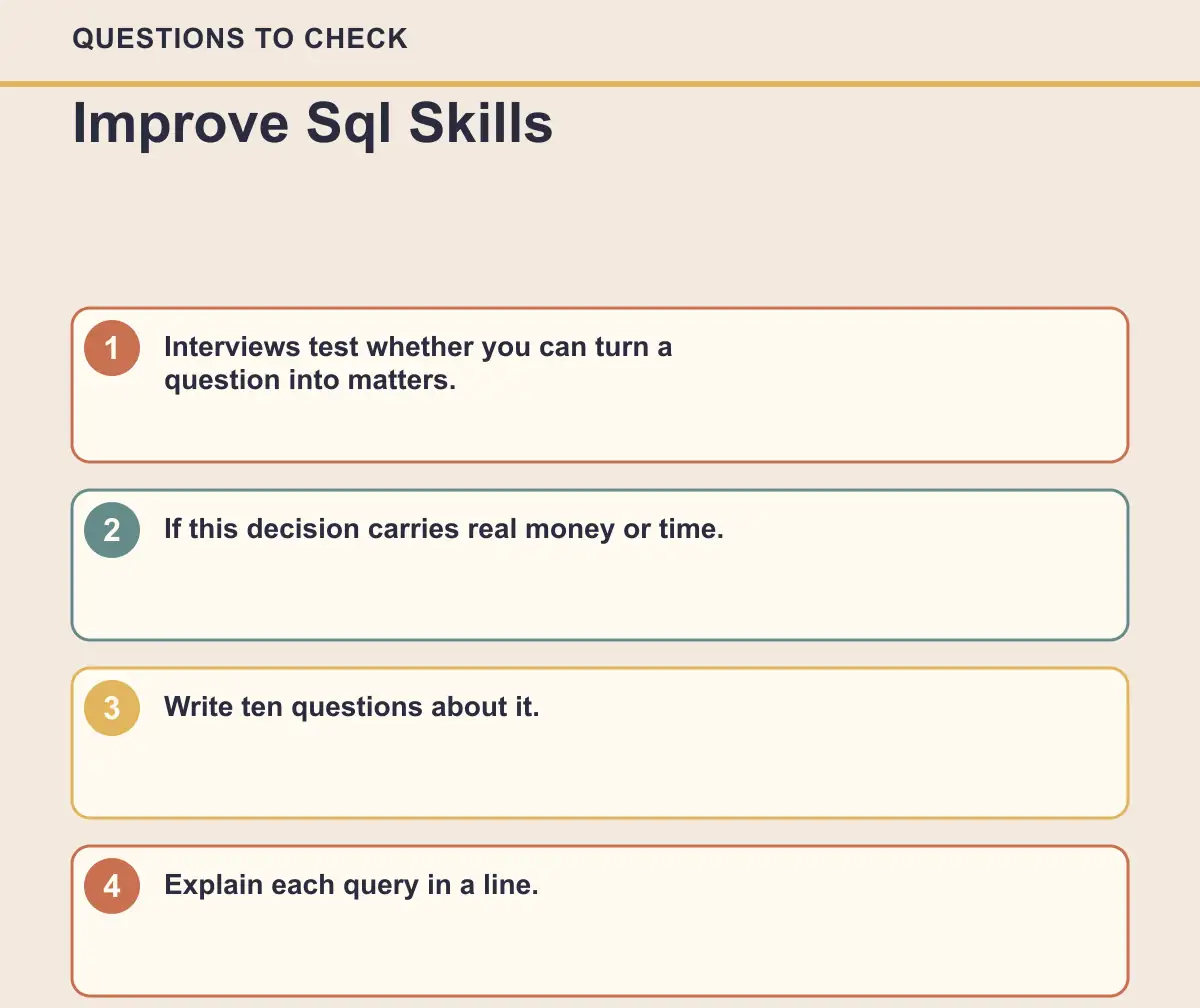 QUESTIONS TO CHECK
Improve Sql Skills
1
Interviews test whether you can turn a
question into matters.
2
If this decision carries real money or time.
3
Write ten questions about it.
4
Explain each query in a line.